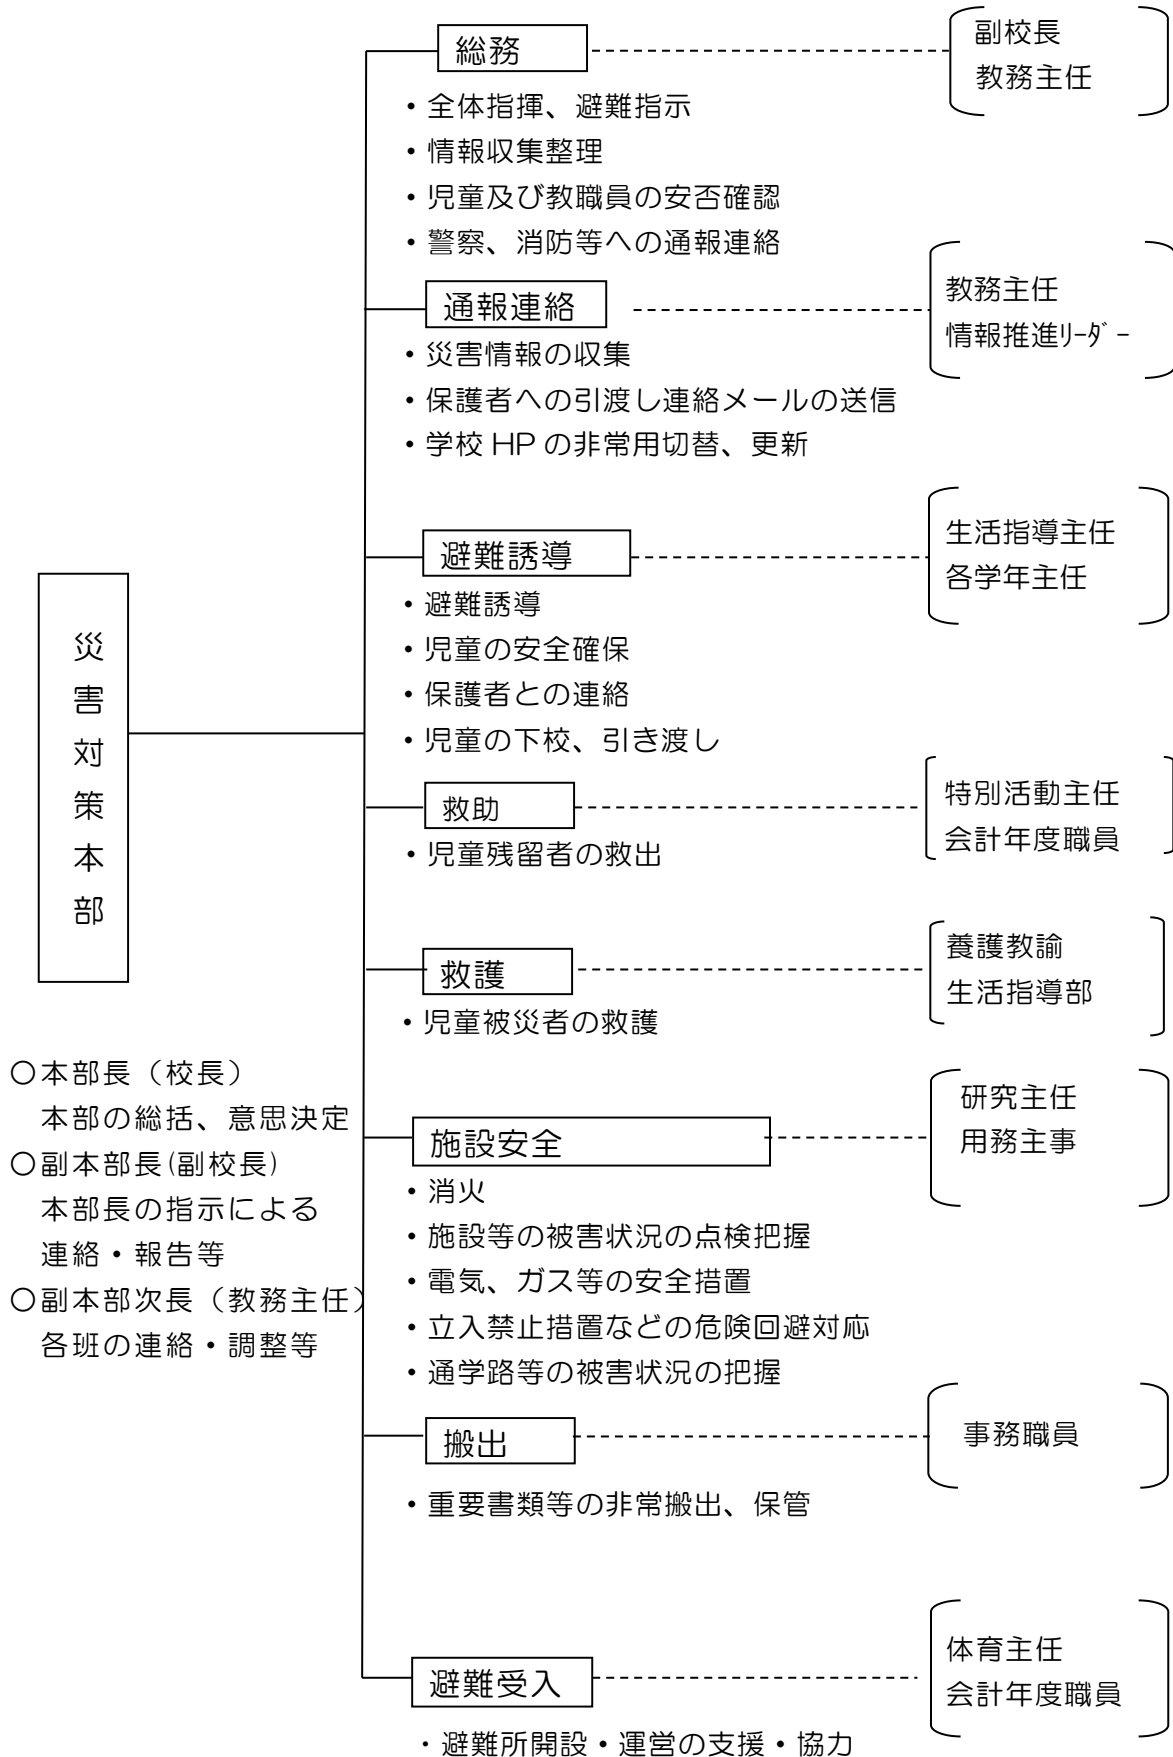 総務
副校長
教務主任
・全体指揮、避難指示
・情報収集整理
・児童及び教職員の安否確認
・警察、消防等への通報連絡
通報連絡
教務主任
情報推進ﾘｰﾀﾞｰ
・災害情報の収集
・保護者への引渡し連絡メールの送信
・学校 HP の非常用切替、更新
避難誘導
生活指導主任
各学年主任
・避難誘導
・児童の安全確保
・保護者との連絡
・児童の下校、引き渡し
災害対策本部
救助
特別活動主任
会計年度職員
・児童残留者の救出
救護
養護教諭
生活指導部
・児童被災者の救護
〇本部長（校長）
本部の総括、意思決定
〇副本部長(副校長)
本部長の指示による
連絡・報告等
〇副本部次長（教務主任）
各班の連絡・調整等
施設安全
研究主任
用務主事
・消火
・施設等の被害状況の点検把握
・電気、ガス等の安全措置
・立入禁止措置などの危険回避対応
・通学路等の被害状況の把握
搬出
事務職員
・重要書類等の非常搬出、保管
避難受入
体育主任
会計年度職員
・避難所開設・運営の支援・協力